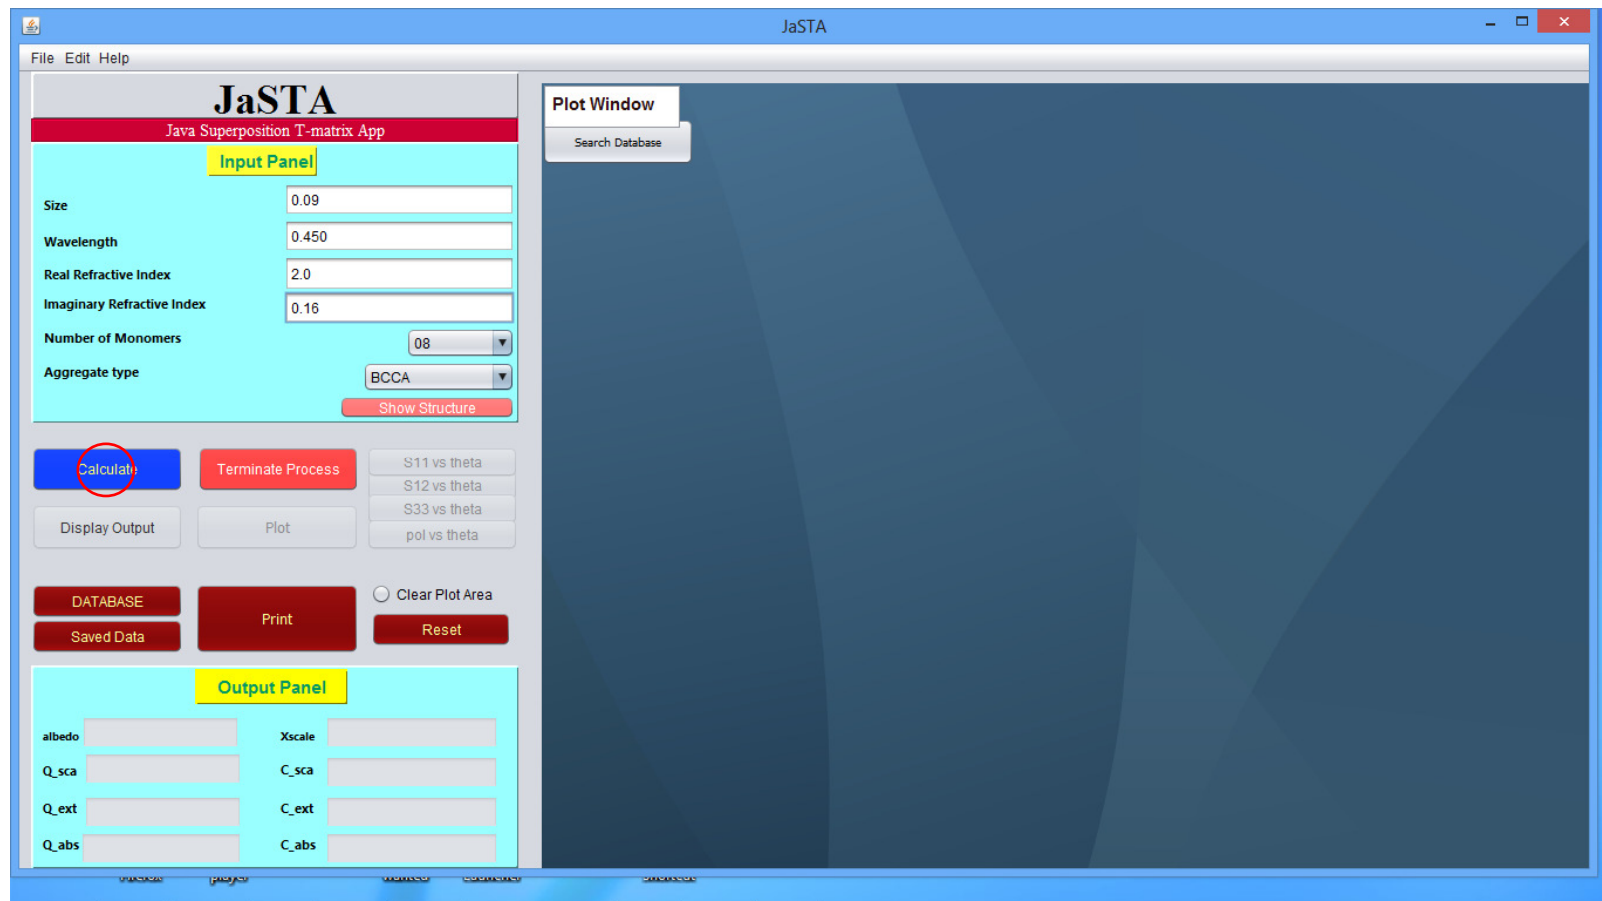 JaSTA
File Edit Help
JaSTA
Java Superposition T-matrix App
Input Panel
Size 0.09
Wavelength 0.450
Real Refractive Index 2.0
Imaginary Refractive Index 0.16
Number of Monomers 08
Aggregate type BCCA
Show Structure
Calculate Terminate Process S11 vs theta
S12 vs theta
S33 vs theta
Display Output Plot pol vs theta
DATABASE Print Clear Plot Area
Saved Data Reset
Output Panel
albedo Xscale
Q_sca C_sca
Q_ext C_ext
Q_abs C_abs
Plot Window
Search Database
player